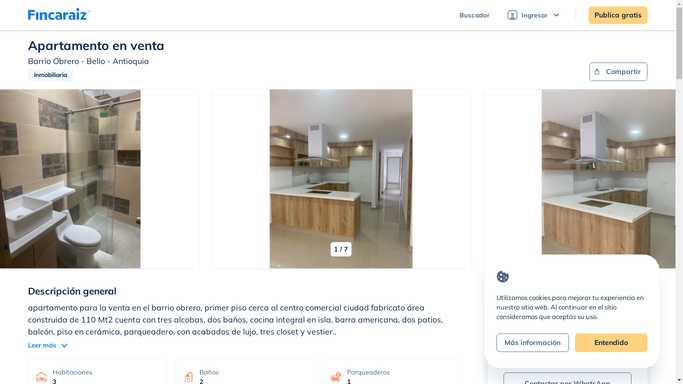 Fincaraiz
Buscador
Ingresar
Publica gratis
Apartamento en venta
Barrio Obrero - Bello - Antioquia
Inmobiliaria
Compartir
1 / 7
Descripción general
apartamento para la venta en el barrio obrero, primer piso cerca al centro comercial ciudad fabricato área
construida de 110 Mt2 cuenta con tres alcobas, dos baños, cocina integral en isla, barra americana, dos patios,
balcón, piso en cerámica, parqueadero, con acabados de lujo, tres closet y vestier..
Leer más
Habitaciones
3
Baños
2
Parqueaderos
1
Utilizamos cookies para mejorar tu experiencia en
nuestro sitio web. Al continuar en el sitio
consideramos que aceptas su uso.
Más información
Entendido
Contactar por WhatsApp